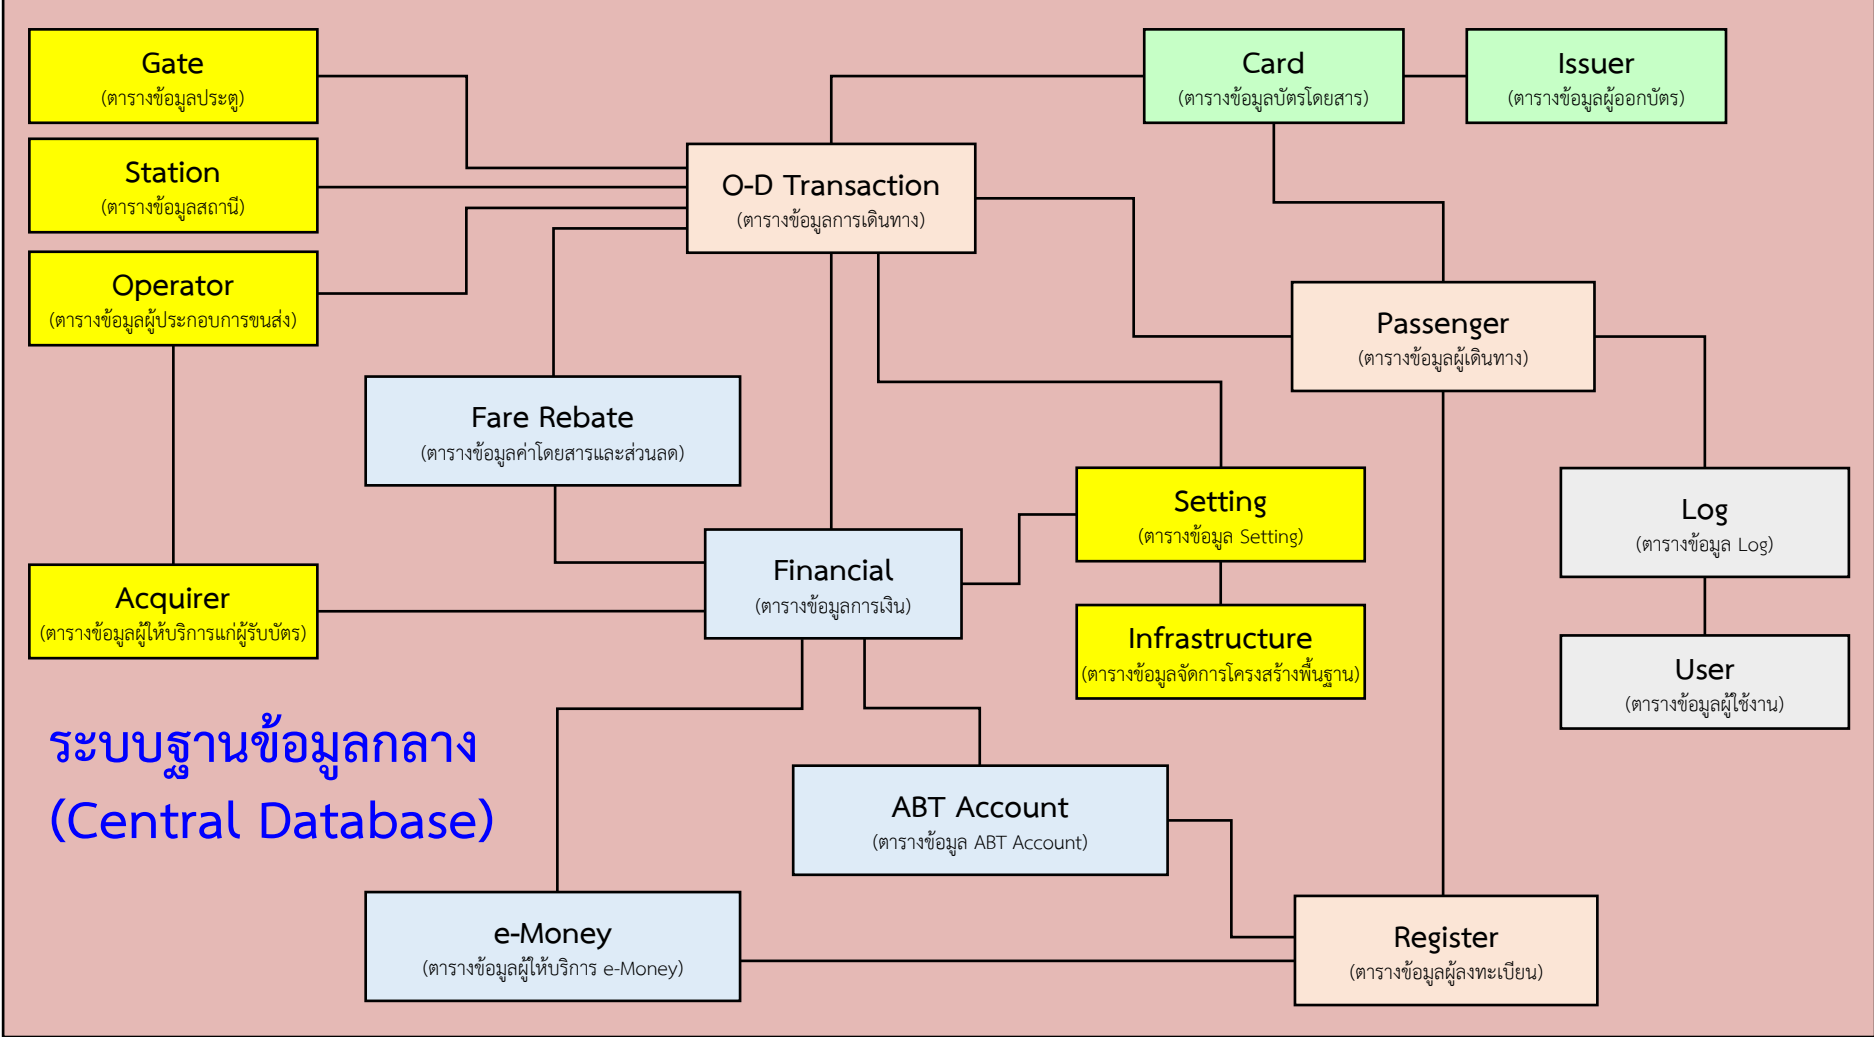 Gate
(ตารางข้อมูลประตู)
Card
(ตารางข้อมูลบัตรโดยสาร)
Issuer
(ตารางข้อมูลผู้ออกบัตร)
Station
(ตารางข้อมูลสถานี)
O-D Transaction
(ตารางข้อมูลการเดินทาง)
Operator
(ตารางข้อมูลผู้ประกอบการขนส่ง)
Passenger
(ตารางข้อมูลผู้เดินทาง)
Fare Rebate
(ตารางข้อมูลค่าโดยสารและส่วนลด)
Setting
(ตารางข้อมูล Setting)
Log
(ตารางข้อมูล Log)
Financial
(ตารางข้อมูลการเงิน)
Acquirer
(ตารางข้อมูลผู้ให้บริการแก่ผู้รับบัตร)
Infrastructure
(ตารางข้อมูลจัดการโครงสร้างพื้นฐาน)
User
(ตารางข้อมูลผู้ใช้งาน)
ระบบฐานข้อมูลกลาง
(Central Database)
ABT Account
(ตารางข้อมูล ABT Account)
e-Money
(ตารางข้อมูลผู้ให้บริการ e-Money)
Register
(ตารางข้อมูลผู้ลงทะเบียน)